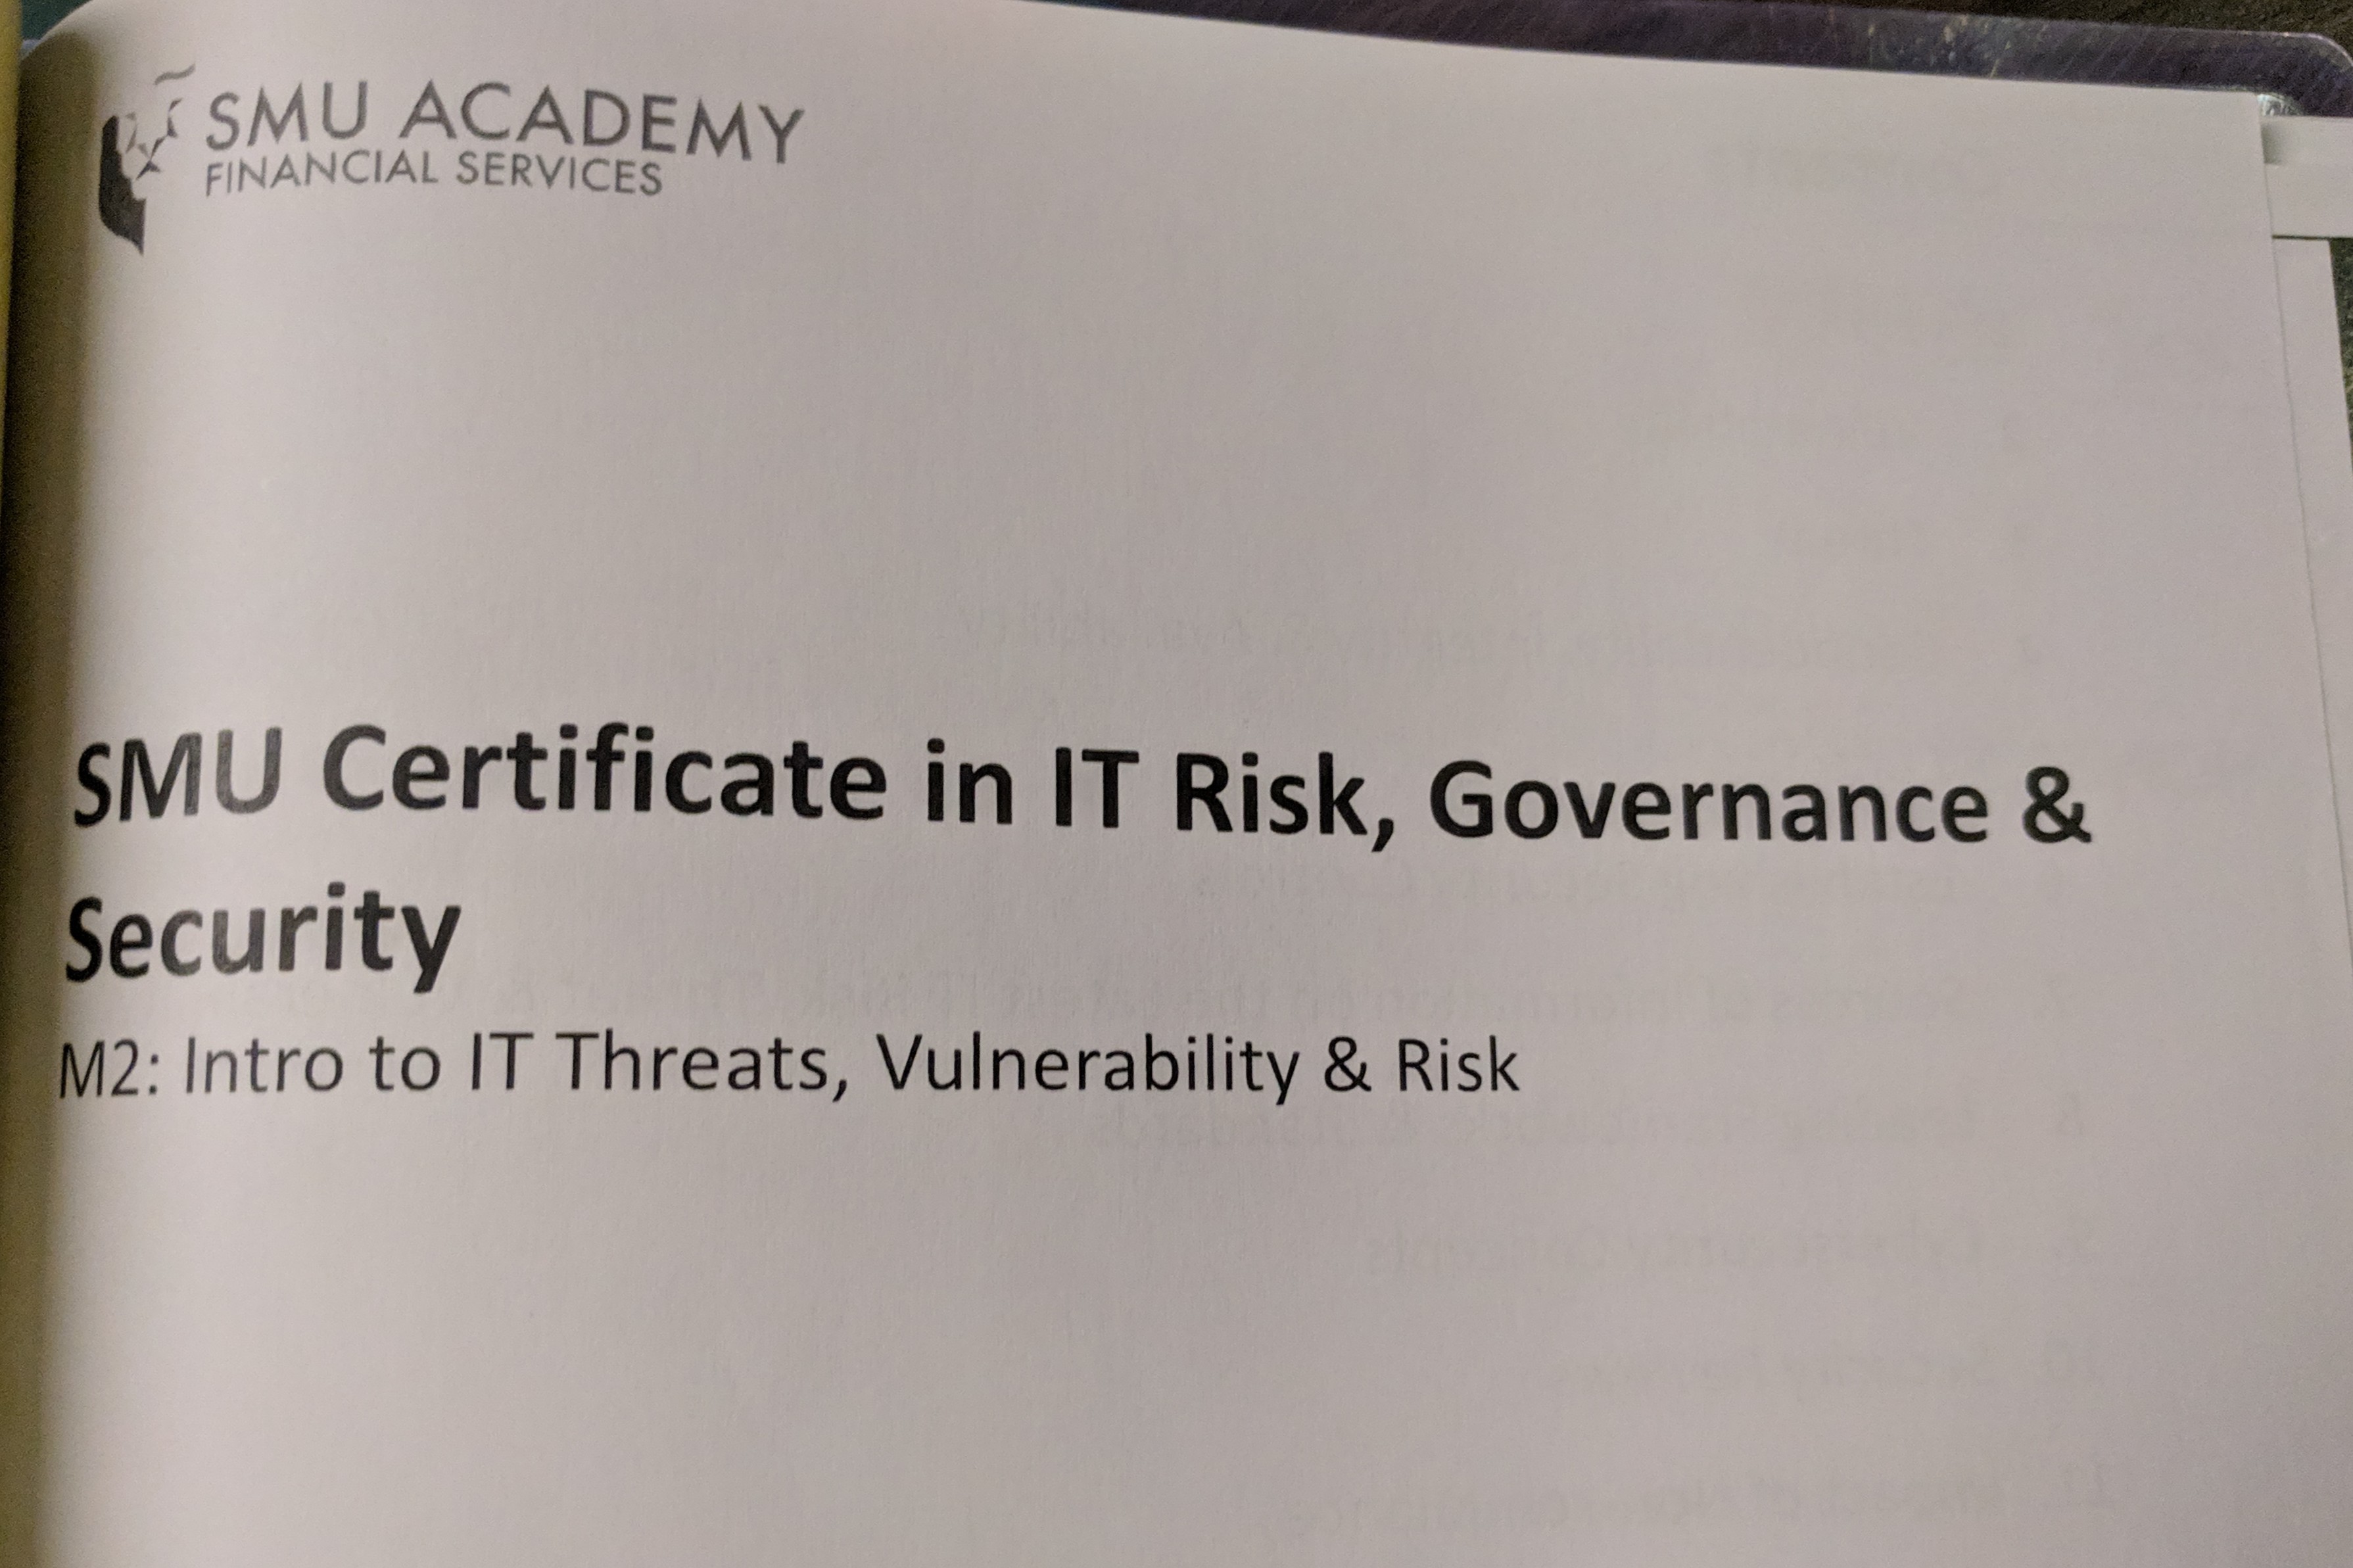 SMU ACADEMY
FINANCIAL SERVICES
SMU Certificate in IT Risk, Governance &
Security
M2: Intro to IT Threats, Vulnerability & Risk